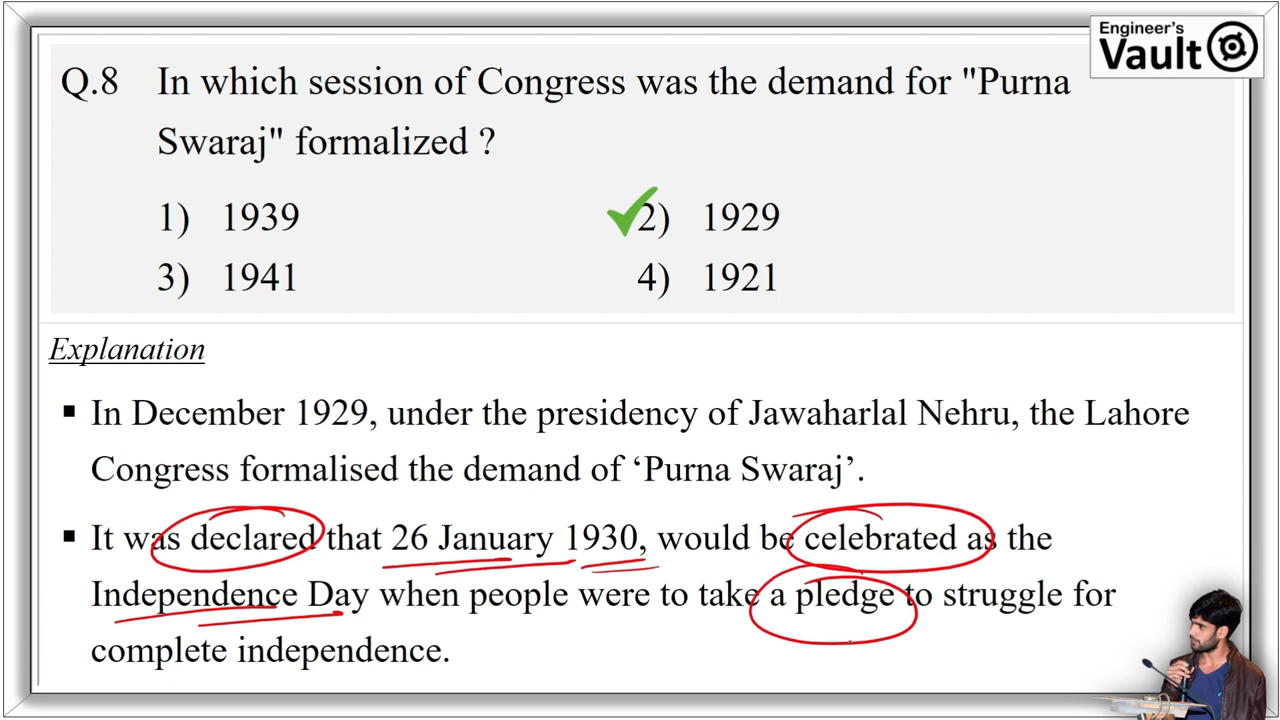 Engineer's
Vault
Q.8 In which session of Congress was the demand for "Purna
Swaraj" formalized ?
1) 1939 2) 1929
3) 1941 4) 1921
Explanation
▪ In December 1929, under the presidency of Jawaharlal Nehru, the Lahore
Congress formalised the demand of ‘Purna Swaraj’.
▪ It was declared that 26 January 1930, would be celebrated as the
Independence Day when people were to take a pledge to struggle for
complete independence.